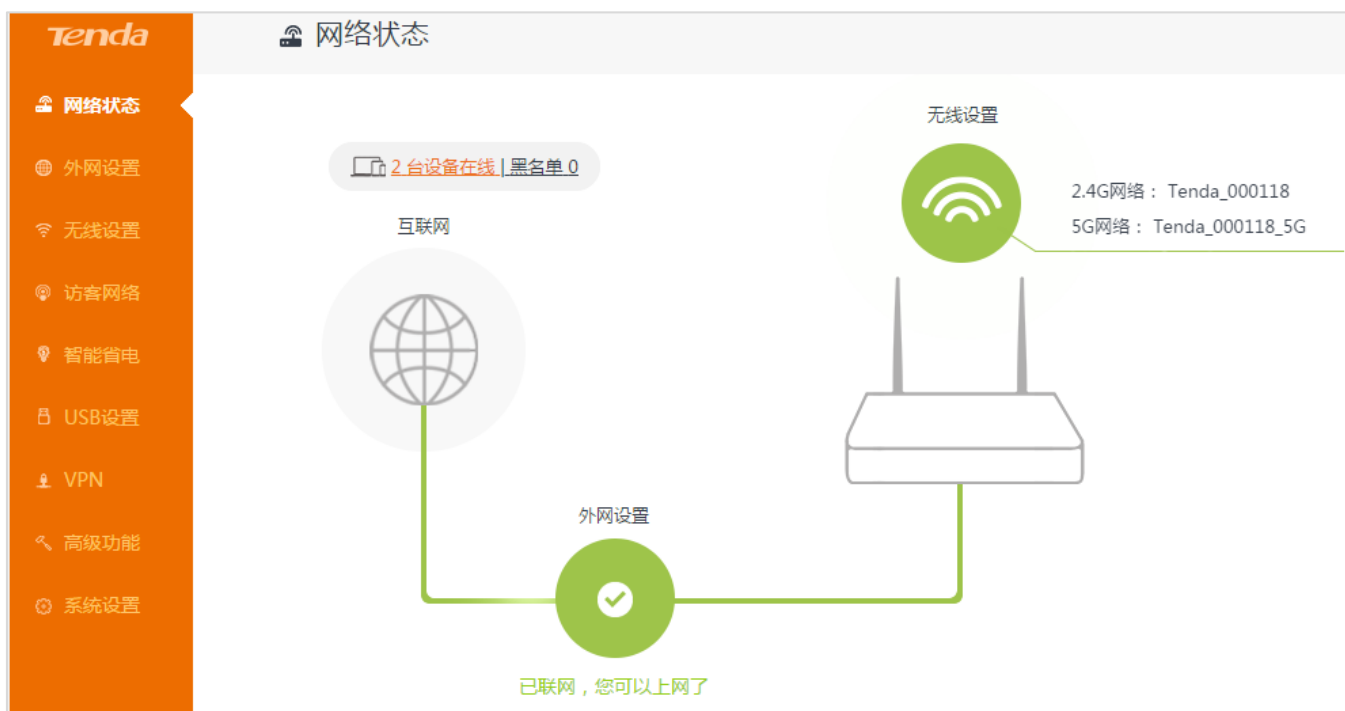 Tenda
网络状态
网络状态
外网设置
无线设置
访客网络
智能省电
USB设置
VPN
高级功能
系统设置
2 台设备在线 | 黑名单 0
互联网
无线设置
2.4G网络： Tenda_000118
5G网络： Tenda_000118_5G
外网设置
已联网，您可以上网了